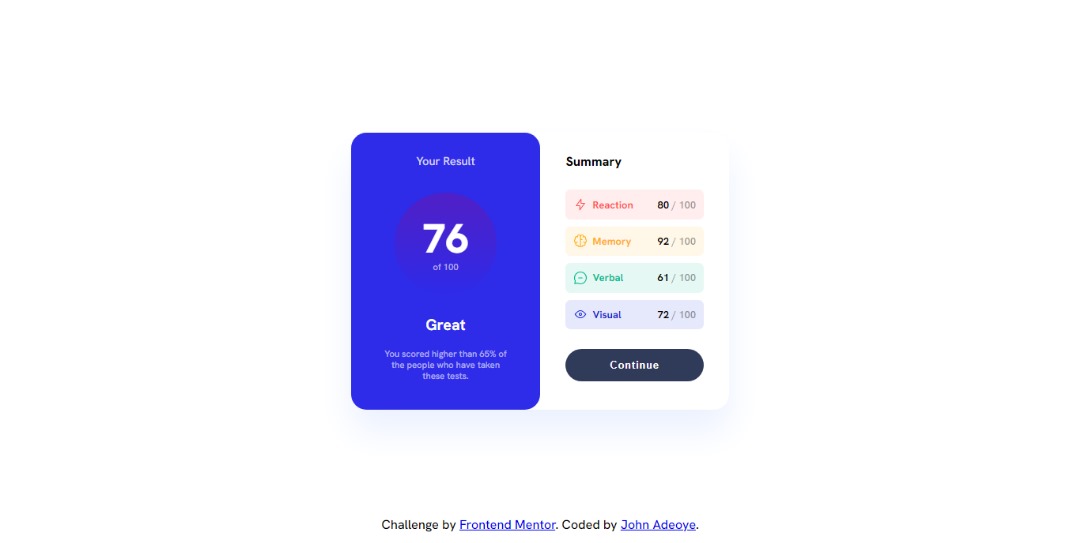 Your Result
76
of 100
Great
You scored higher than 65% of
the people who have taken
these tests.
Summary
Reaction 80 / 100
Memory 92 / 100
Verbal 61 / 100
Visual 72 / 100
Continue
Challenge by Frontend Mentor. Coded by John Adeoye.